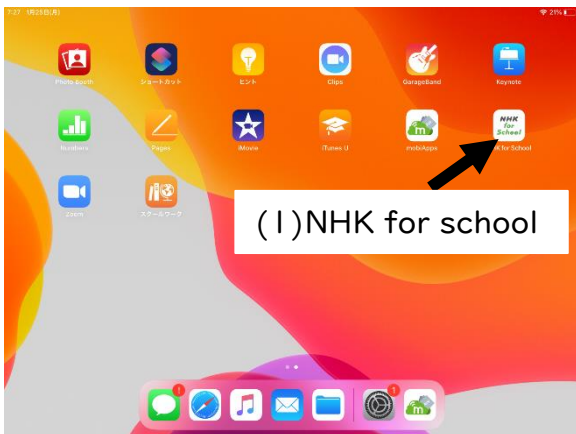 7:27 1月25日(月)
21%
Photo Booth ショートカット ヒント Clips GarageBand Keynote
NHK
for
School
Numbers Pages iMovie iTunes U mobiApps K for School
(1)NHK for school
Zoom スクールワーク
1 1